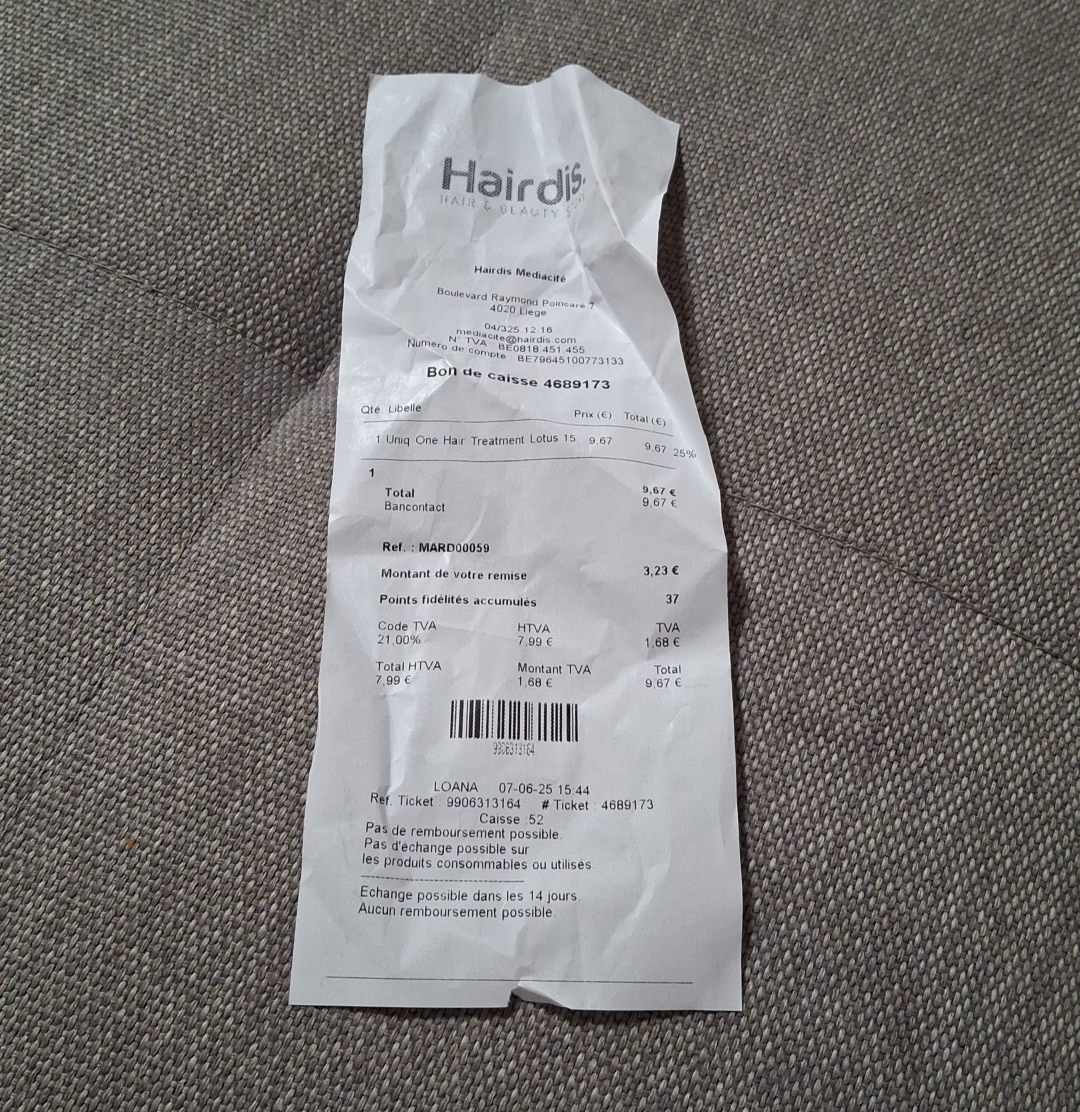 Hairdis.
HAIR & BEAUTY STORE
Hairdis Mediacité
Boulevard Raymond Poincare 7
4020 Liege
04/325.12.16
mediacite@hairdis.com
N° TVA BE0818.451.455
Numero de compte BE79645100773133
Bon de caisse 4689173
Qté. Libelle Prix (€) Total (€)
1 Uniq One Hair Treatment Lotus 15 9,67 9,67 25%
1
Total 9,67 €
Bancontact 9,67 €
Ref. : MARD00059
Montant de votre remise 3,23 €
Points fidélités accumulés 37
Code TVA HTVA TVA
21,00% 7,99 € 1,68 €
Total HTVA Montant TVA Total
7,99 € 1,68 € 9,67 €
9906313164
LOANA 07-06-25 15:44
Ref. Ticket : 9906313164 # Ticket : 4689173
Caisse :52
Pas de remboursement possible.
Pas d'échange possible sur
les produits consommables ou utilisés.
Echange possible dans les 14 jours.
Aucun remboursement possible.